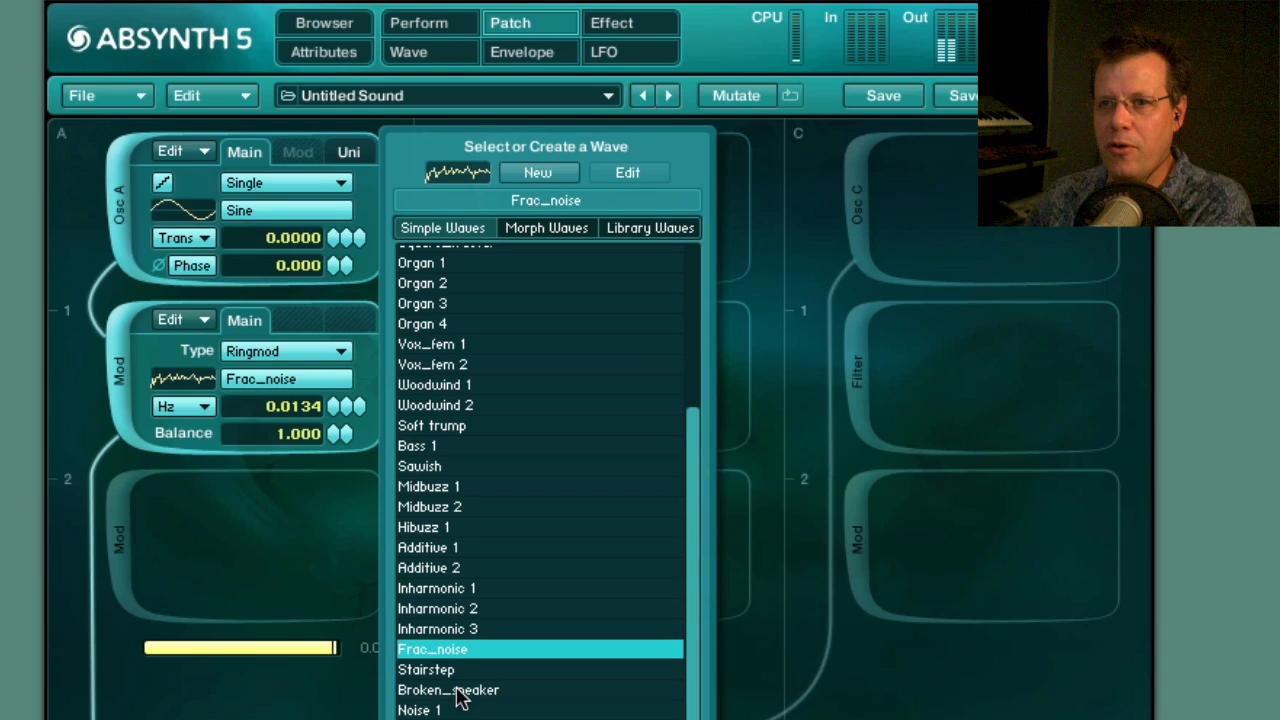 ABSYNTH 5
Browser Perform Patch Effect
Attributes Wave Envelope LFO
CPU In Out
File Edit Untitled Sound Mutate Save
A
C
Edit Main Mod Uni
Osc A
Single
Sine
Trans 0.0000
Phase 0.000
1
Edit Main
Mod
Type Ringmod
Frac_noise
Hz 0.0134
Balance 1.000
2
Mod
Select or Create a Wave
New Edit
Frac_noise
Simple Waves Morph Waves Library Waves
Organ 1
Organ 2
Organ 3
Organ 4
Vox_fem 1
Vox_fem 2
Woodwind 1
Woodwind 2
Soft trump
Bass 1
Sawish
Midbuzz 1
Midbuzz 2
Hibuzz 1
Additive 1
Additive 2
Inharmonic 1
Inharmonic 2
Inharmonic 3
Frac_noise
Stairstep
Broken_speaker
Noise 1
Osc C
1
Filter
2
Mod